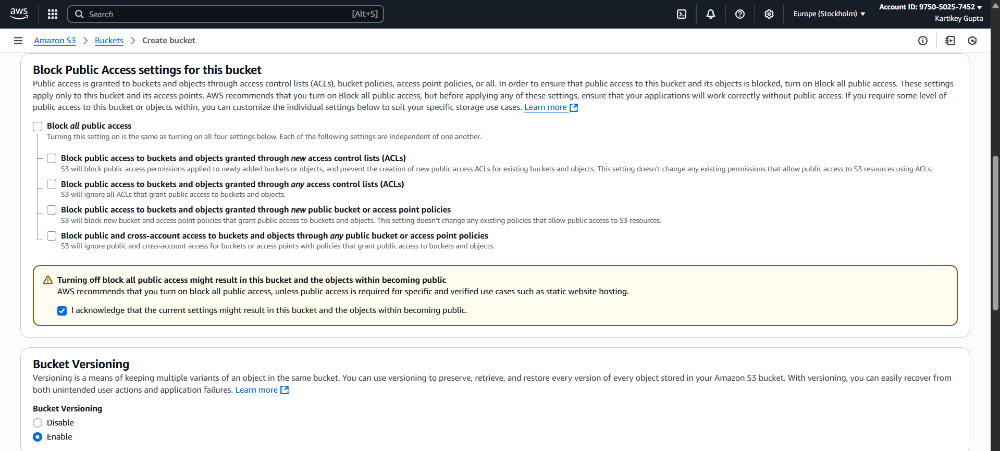 aws
Search
[Alt+S]
Europe (Stockholm)
Account ID: 9750-5025-7452
Kartikey Gupta
Amazon S3
Buckets
Create bucket
Block Public Access settings for this bucket
Public access is granted to buckets and objects through access control lists (ACLs), bucket policies, access point policies, or all. In order to ensure that public access to this bucket and its objects is blocked, turn on Block all public access. These settings
apply only to this bucket and its access points. AWS recommends that you turn on Block all public access, but before applying any of these settings, ensure that your applications will work correctly without public access. If you require some level of
public access to this bucket or objects within, you can customize the individual settings below to suit your specific storage use cases. Learn more
Block all public access
Turning this setting on is the same as turning on all four settings below. Each of the following settings are independent of one another.
Block public access to buckets and objects granted through new access control lists (ACLs)
S3 will block public access permissions applied to newly added buckets or objects, and prevent the creation of new public access ACLs for existing buckets and objects. This setting doesn't change any existing permissions that allow public access to S3 resources using ACLs.
Block public access to buckets and objects granted through any access control lists (ACLs)
S3 will ignore all ACLs that grant public access to buckets and objects.
Block public access to buckets and objects granted through new public bucket or access point policies
S3 will block new bucket and access point policies that grant public access to buckets and objects. This setting doesn't change any existing policies that allow public access to S3 resources.
Block public and cross-account access to buckets and objects through any public bucket or access point policies
S3 will ignore public and cross-account access for buckets or access points with policies that grant public access to buckets and objects.
Turning off block all public access might result in this bucket and the objects within becoming public
AWS recommends that you turn on block all public access, unless public access is required for specific and verified use cases such as static website hosting.
I acknowledge that the current settings might result in this bucket and the objects within becoming public.
Bucket Versioning
Versioning is a means of keeping multiple variants of an object in the same bucket. You can use versioning to preserve, retrieve, and restore every version of every object stored in your Amazon S3 bucket. With versioning, you can easily recover from
both unintended user actions and application failures. Learn more
Bucket Versioning
Disable
Enable